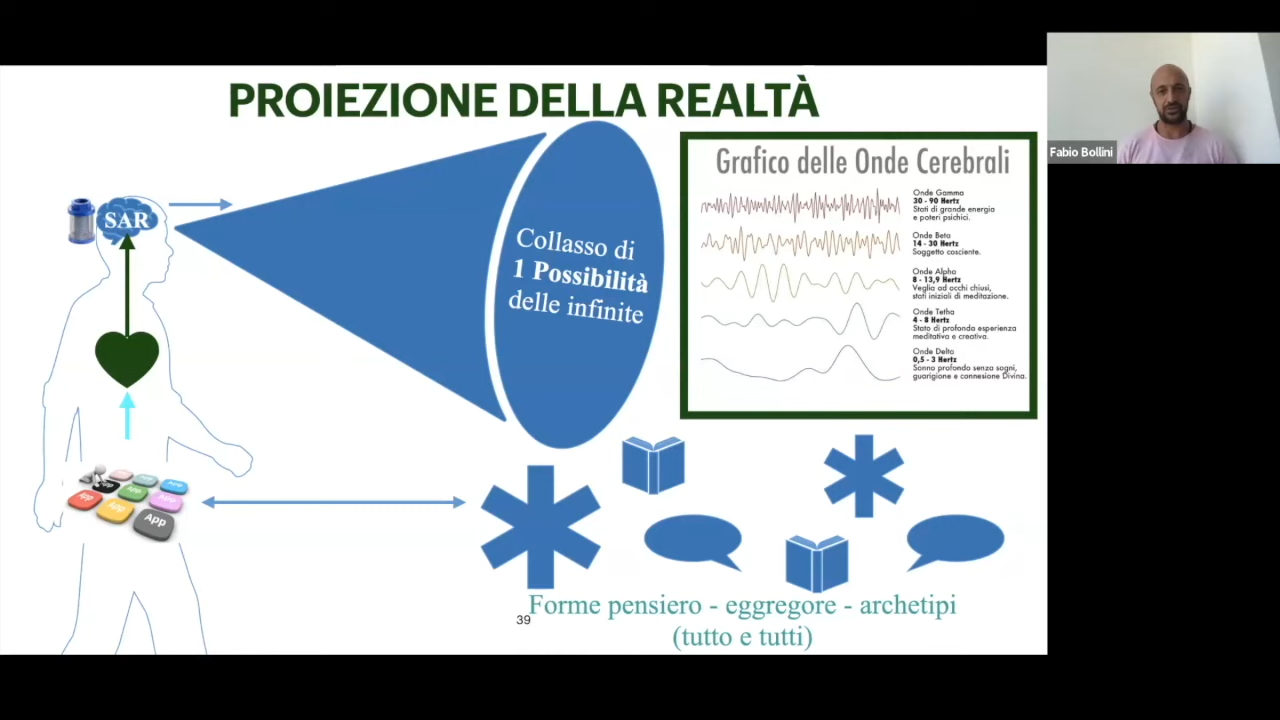 PROIEZIONE DELLA REALTÀ
SAR
Collasso di
1 Possibilità
delle infinite
Grafico delle Onde Cerebrali
Onde Gamma
30 - 90 Hertz
Stati di grande energia
e poteri psichici.
Onde Beta
14 - 30 Hertz
Soggetto cosciente.
Onde Alpha
8 - 13,9 Hertz
Veglia ad occhi chiusi,
stati iniziali di meditazione.
Onde Tetha
4 - 8 Hertz
Stato di profonda esperienza
meditativa e creativa.
Onde Delta
0,5 - 3 Hertz
Sonno profondo senza sogni,
guarigione e connesione Divina.
Fabio Bollini
App
App
App
App
App
App
App
Forme pensiero - eggregore - archetipi
(tutto e tutti)
39